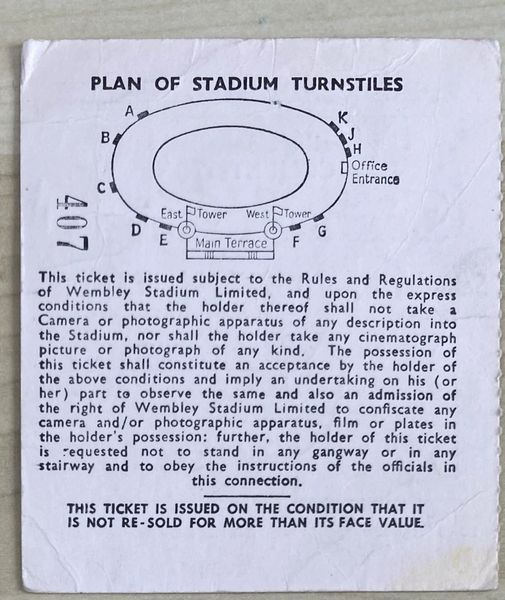 PLAN OF STADIUM TURNSTILES
A
B
C
D
E
F
G
H
J
K
Office
Entrance
East Tower
West Tower
Main Terrace
407
This ticket is issued subject to the Rules and Regulations
of Wembley Stadium Limited, and upon the express
conditions that the holder thereof shall not take a
Camera or photographic apparatus of any description into
the Stadium, nor shall the holder take any cinematograph
picture or photograph of any kind. The possession of
this ticket shall constitute an acceptance by the holder of
the above conditions and imply an undertaking on his (or
her) part to observe the same and also an admission of
the right of Wembley Stadium Limited to confiscate any
camera and/or photographic apparatus, film or plates in
the holder's possession: further, the holder of this ticket
is requested not to stand in any gangway or in any
stairway and to obey the instructions of the officials in
this connection.
THIS TICKET IS ISSUED ON THE CONDITION THAT IT
IS NOT RE-SOLD FOR MORE THAN ITS FACE VALUE.